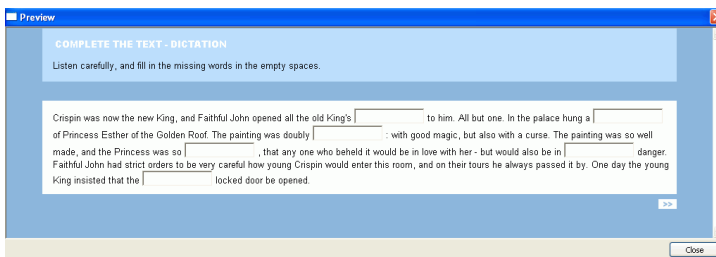 Preview
COMPLETE THE TEXT - DICTATION
Listen carefully, and fill in the missing words in the empty spaces.
Crispin was now the new King, and Faithful John opened all the old King's to him. All but one. In the palace hung a
of Princess Esther of the Golden Roof. The painting was doubly : with good magic, but also with a curse. The painting was so well
made, and the Princess was so , that any one who beheld it would be in love with her - but would also be in danger.
Faithful John had strict orders to be very careful how young Crispin would enter this room, and on their tours he always passed it by. One day the young
King insisted that the locked door be opened.
>>
Close